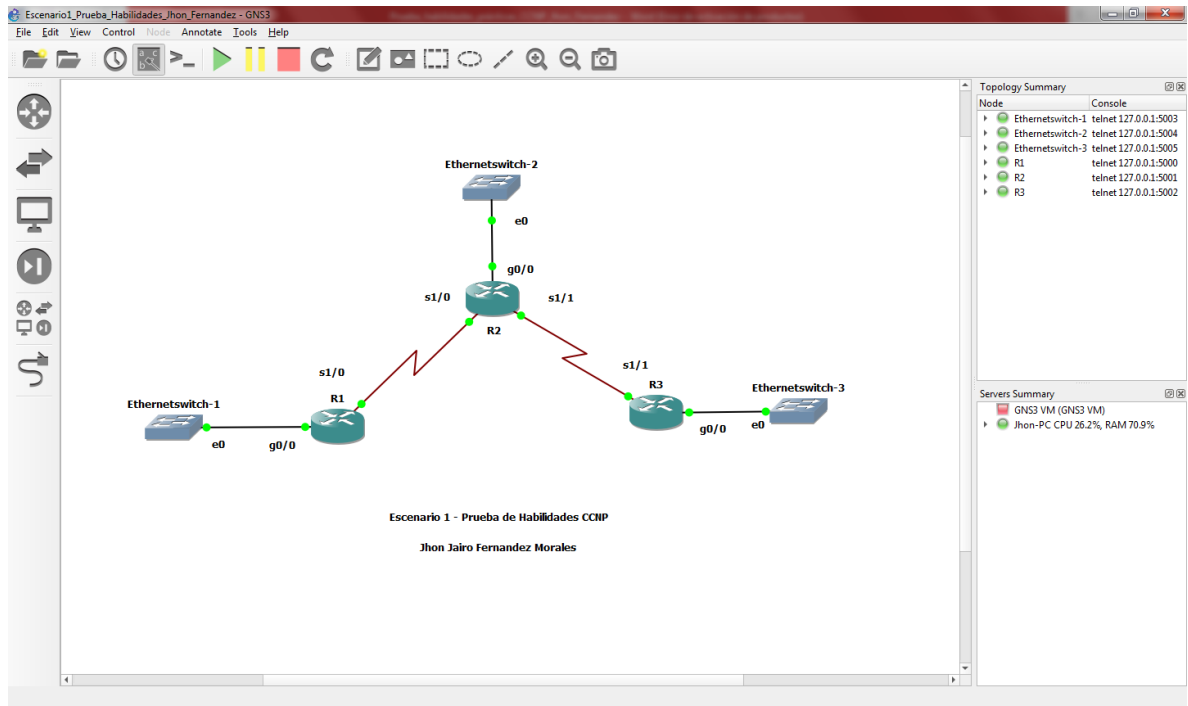 Escenario1_Prueba_Habilidades_Jhon_Fernandez - GNS3
File Edit View Control Node Annotate Tools Help
Topology Summary
Node Console
Ethernetswitch-1 telnet 127.0.0.1:5003
Ethernetswitch-2 telnet 127.0.0.1:5004
Ethernetswitch-3 telnet 127.0.0.1:5005
R1 telnet 127.0.0.1:5000
R2 telnet 127.0.0.1:5001
R3 telnet 127.0.0.1:5002
Ethernetswitch-2
e0
g0/0
s1/0 s1/1
R2
s1/0
s1/1
R1
R3
Ethernetswitch-1
Ethernetswitch-3
e0 g0/0
g0/0 e0
Escenario 1 - Prueba de Habilidades CCNP
Jhon Jairo Fernandez Morales
Servers Summary
GNS3 VM (GNS3 VM)
Jhon-PC CPU 26.2%, RAM 70.9%